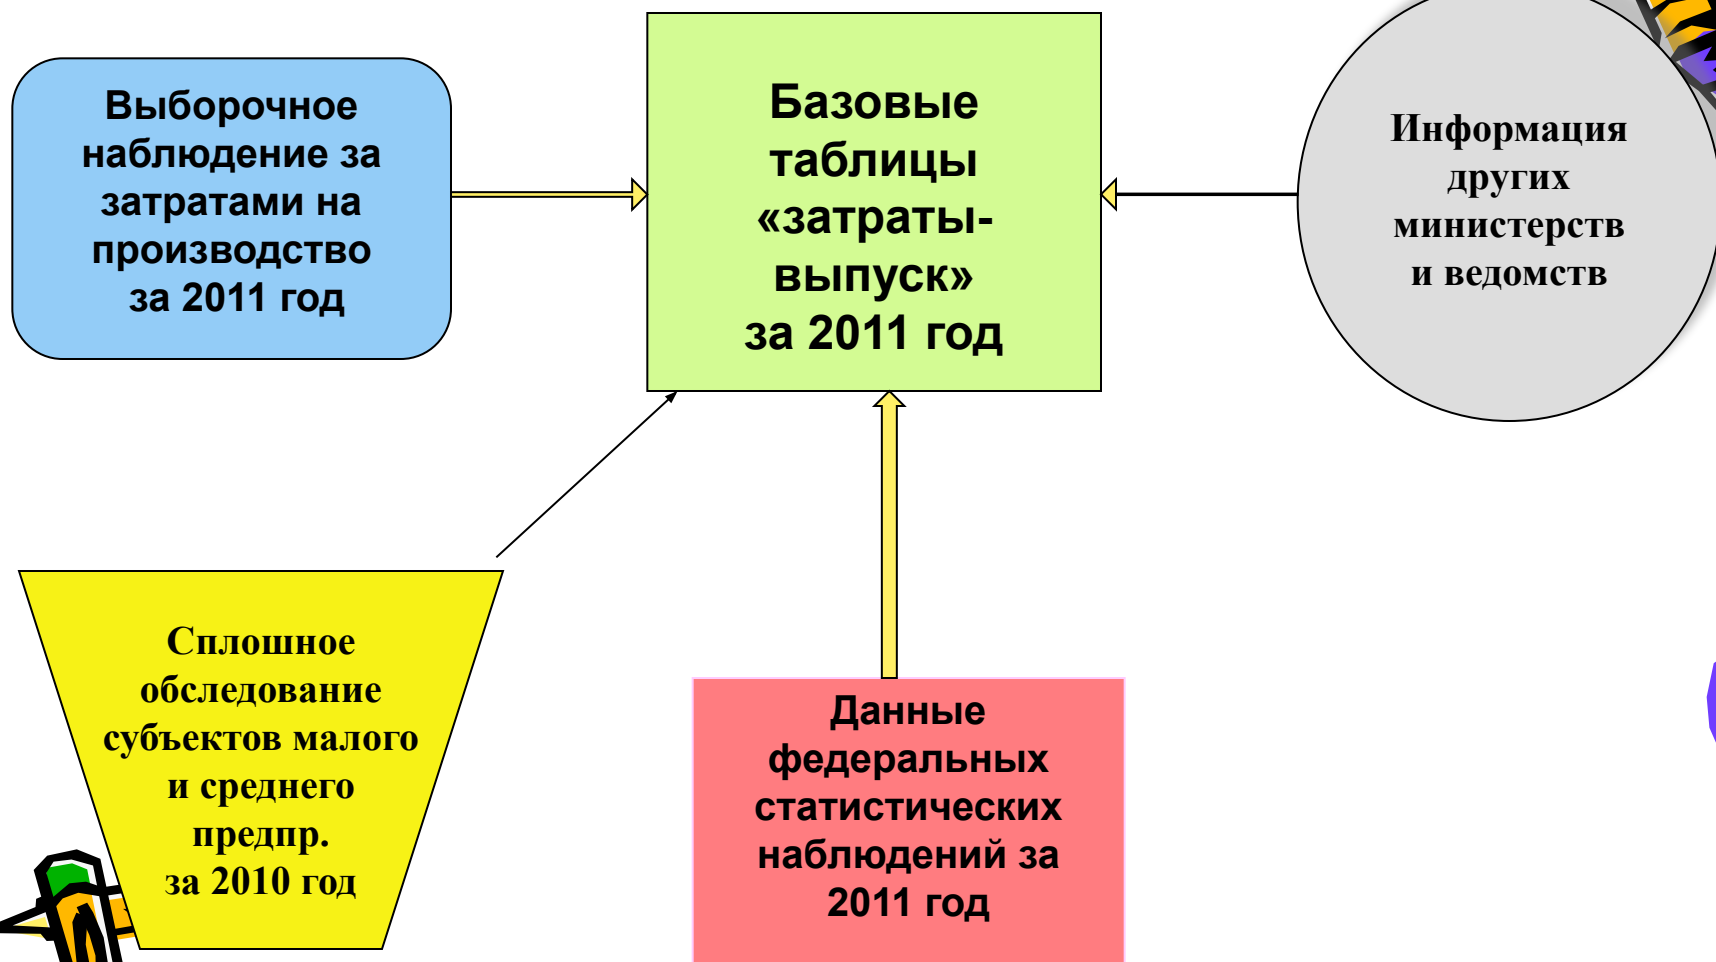 Выборочное
наблюдение за
затратами на
производство
за 2011 год
Базовые
таблицы
«затраты-
выпуск»
за 2011 год
Информация
других
министерств
и ведомств
Сплошное
обследование
субъектов малого
и среднего
предпр.
за 2010 год
Данные
федеральных
статистических
наблюдений за
2011 год